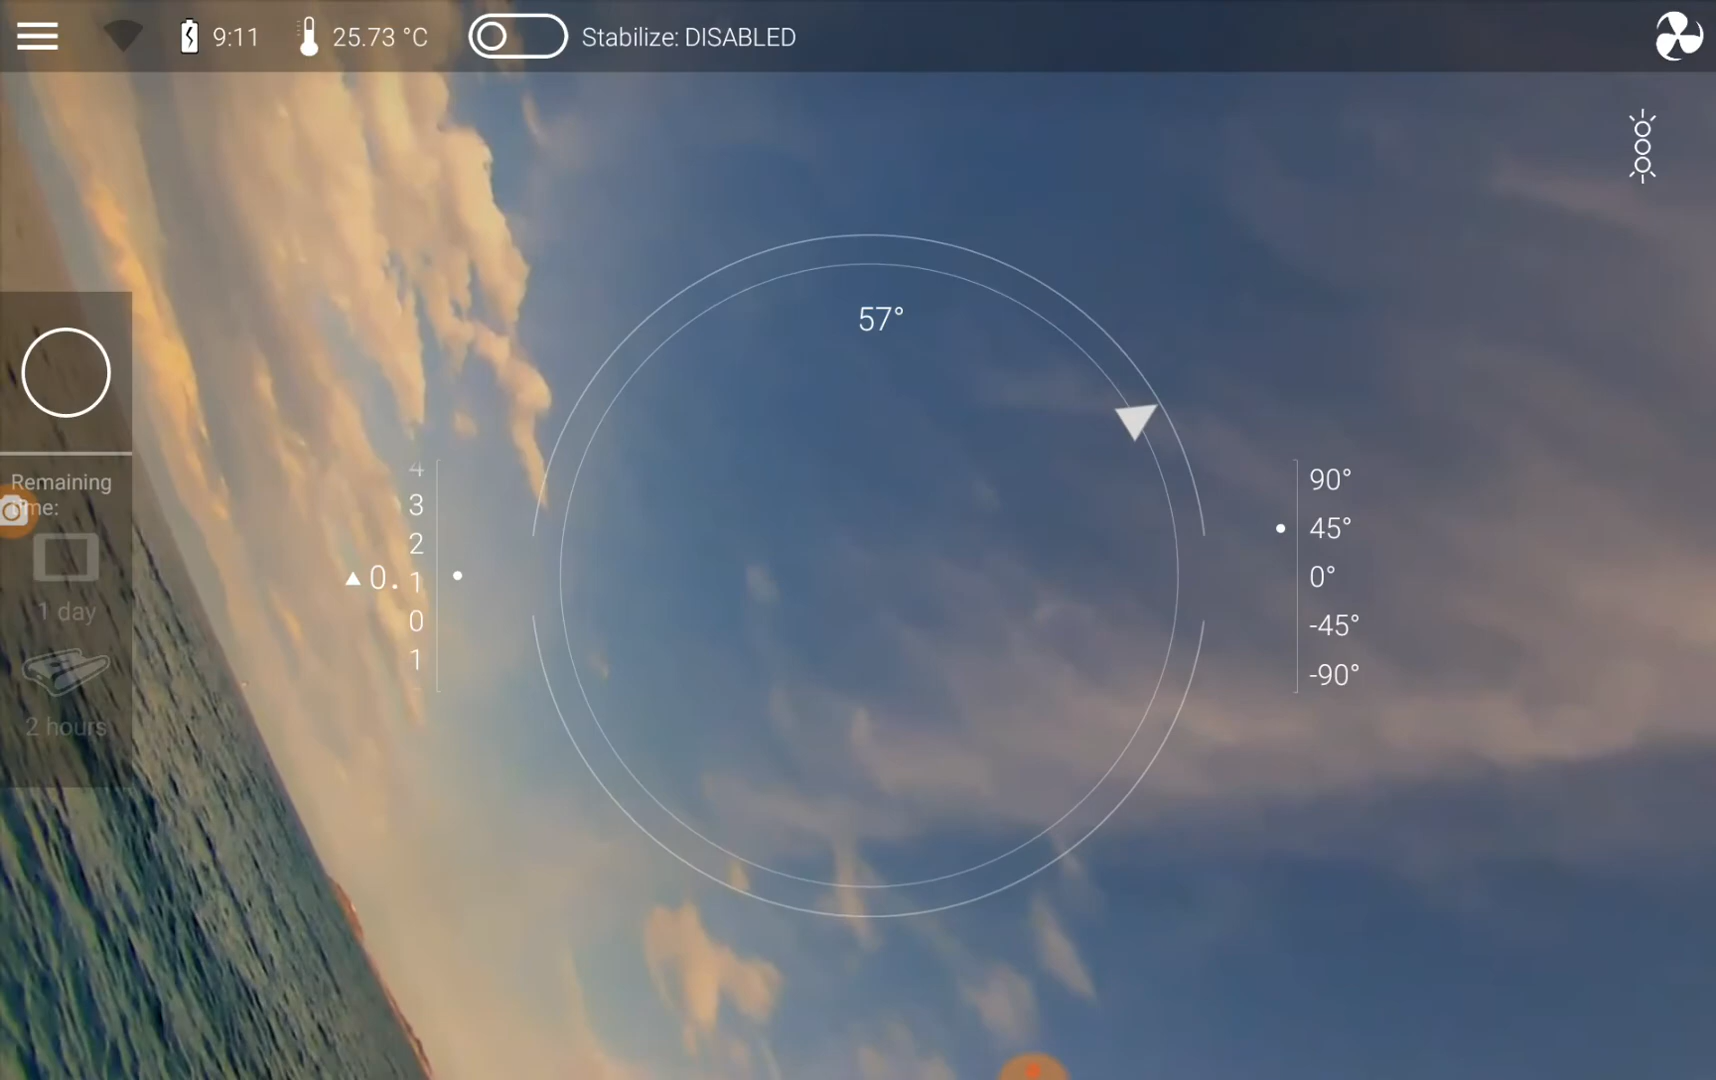 9:11
25.73 °C
Stabilize: DISABLED
57°
4
3
2
▲0.1
0
1
90°
45°
0°
-45°
-90°
Remaining
time:
1 day
2 hours